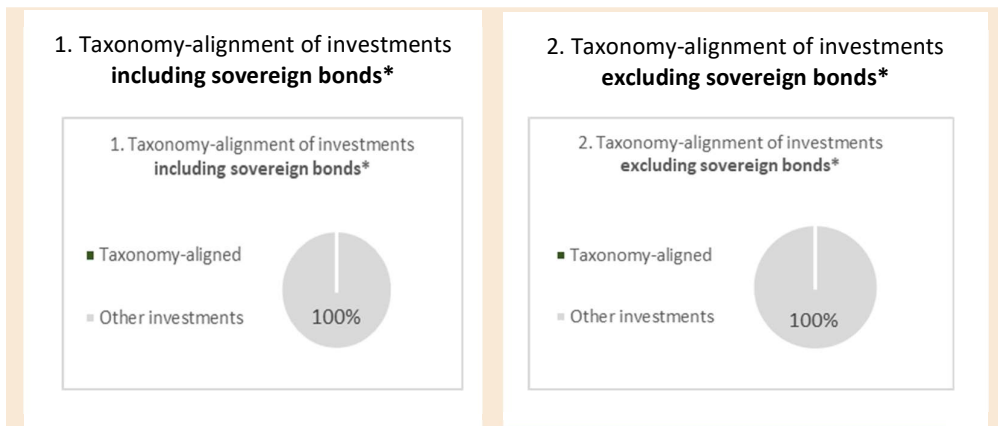 1. Taxonomy-alignment of investments
including sovereign bonds*
1. Taxonomy-alignment of investments
including sovereign bonds*
Taxonomy-aligned
Other investments
100%
2. Taxonomy-alignment of investments
excluding sovereign bonds*
2. Taxonomy-alignment of investments
excluding sovereign bonds*
Taxonomy-aligned
Other investments
100%